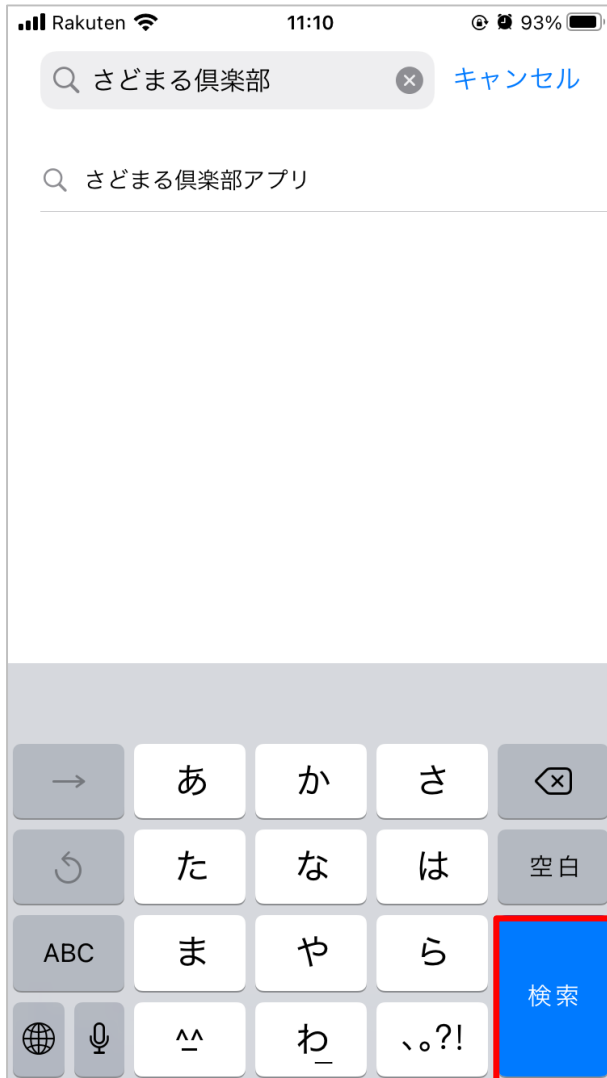 Rakuten 11:10 93%
さどまる倶楽部 キャンセル
さどまる倶楽部アプリ
→ あ か さ
た な は 空白
ABC ま や ら
^^ わ_ 、。?! 検索